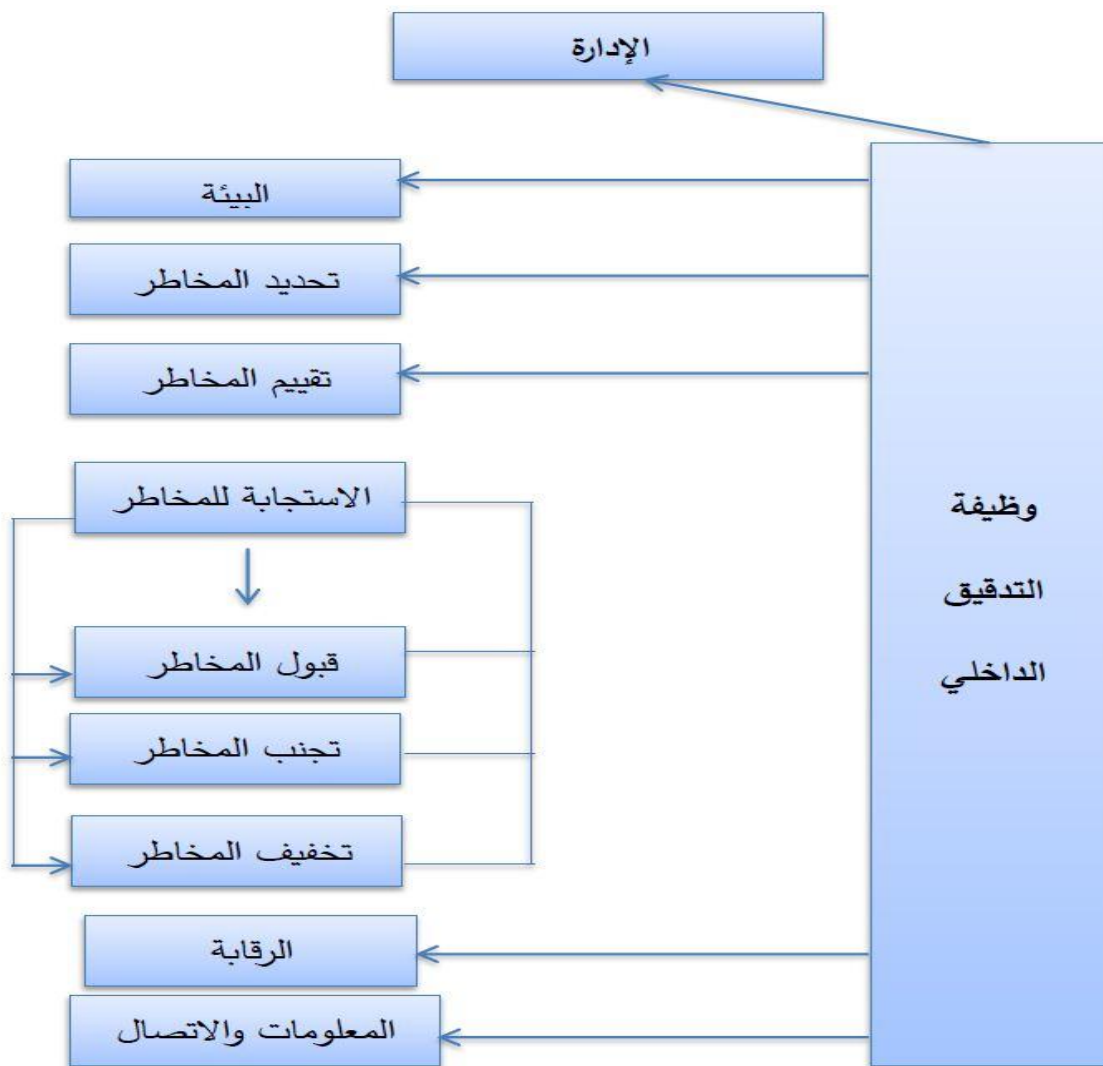 الإدارة
البيئة
تحديد المخاطر
تقييم المخاطر
الاستجابة للمخاطر
قبول المخاطر
تجنب المخاطر
تخفيف المخاطر
الرقابة
المعلومات والاتصال
وظيفة
التدقيق
الداخلي